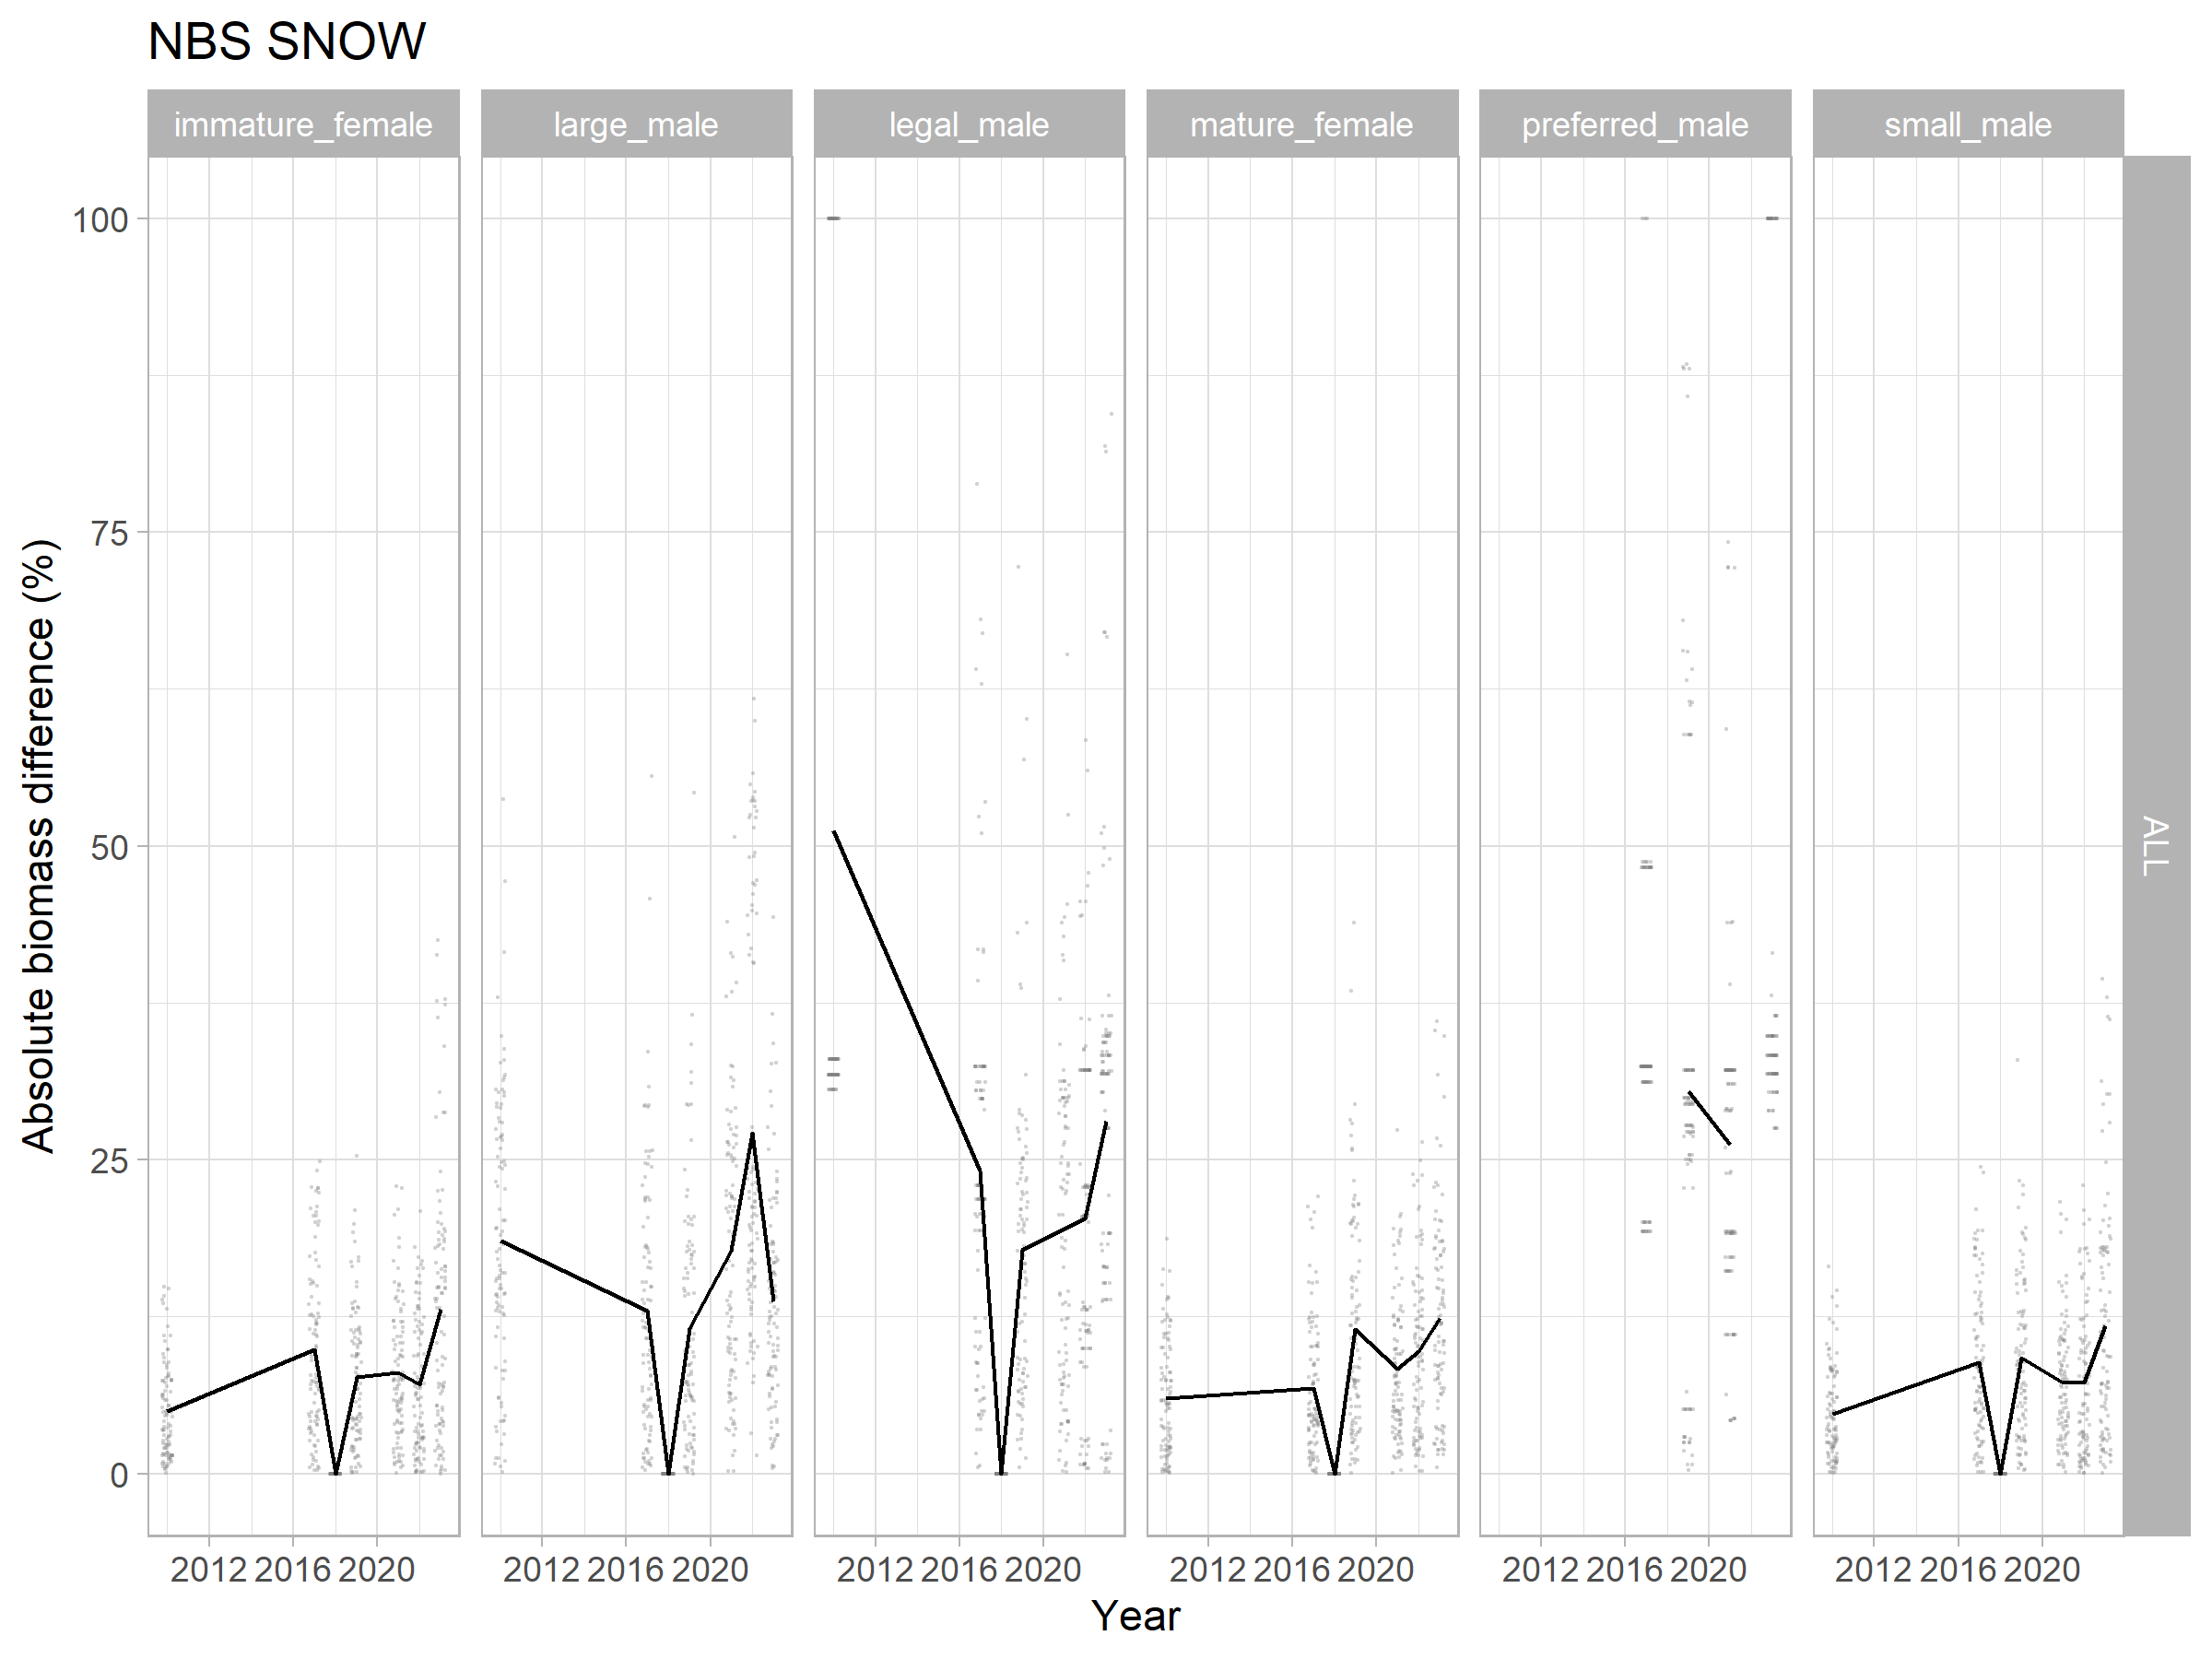 NBS SNOW
immature_female large_male legal_male mature_female preferred_male small_male
ALL
Absolute biomass difference (%)
100
75
50
25
0
2012 2016 2020 2012 2016 2020 2012 2016 2020 2012 2016 2020 2012 2016 2020 2012 2016 2020
Year